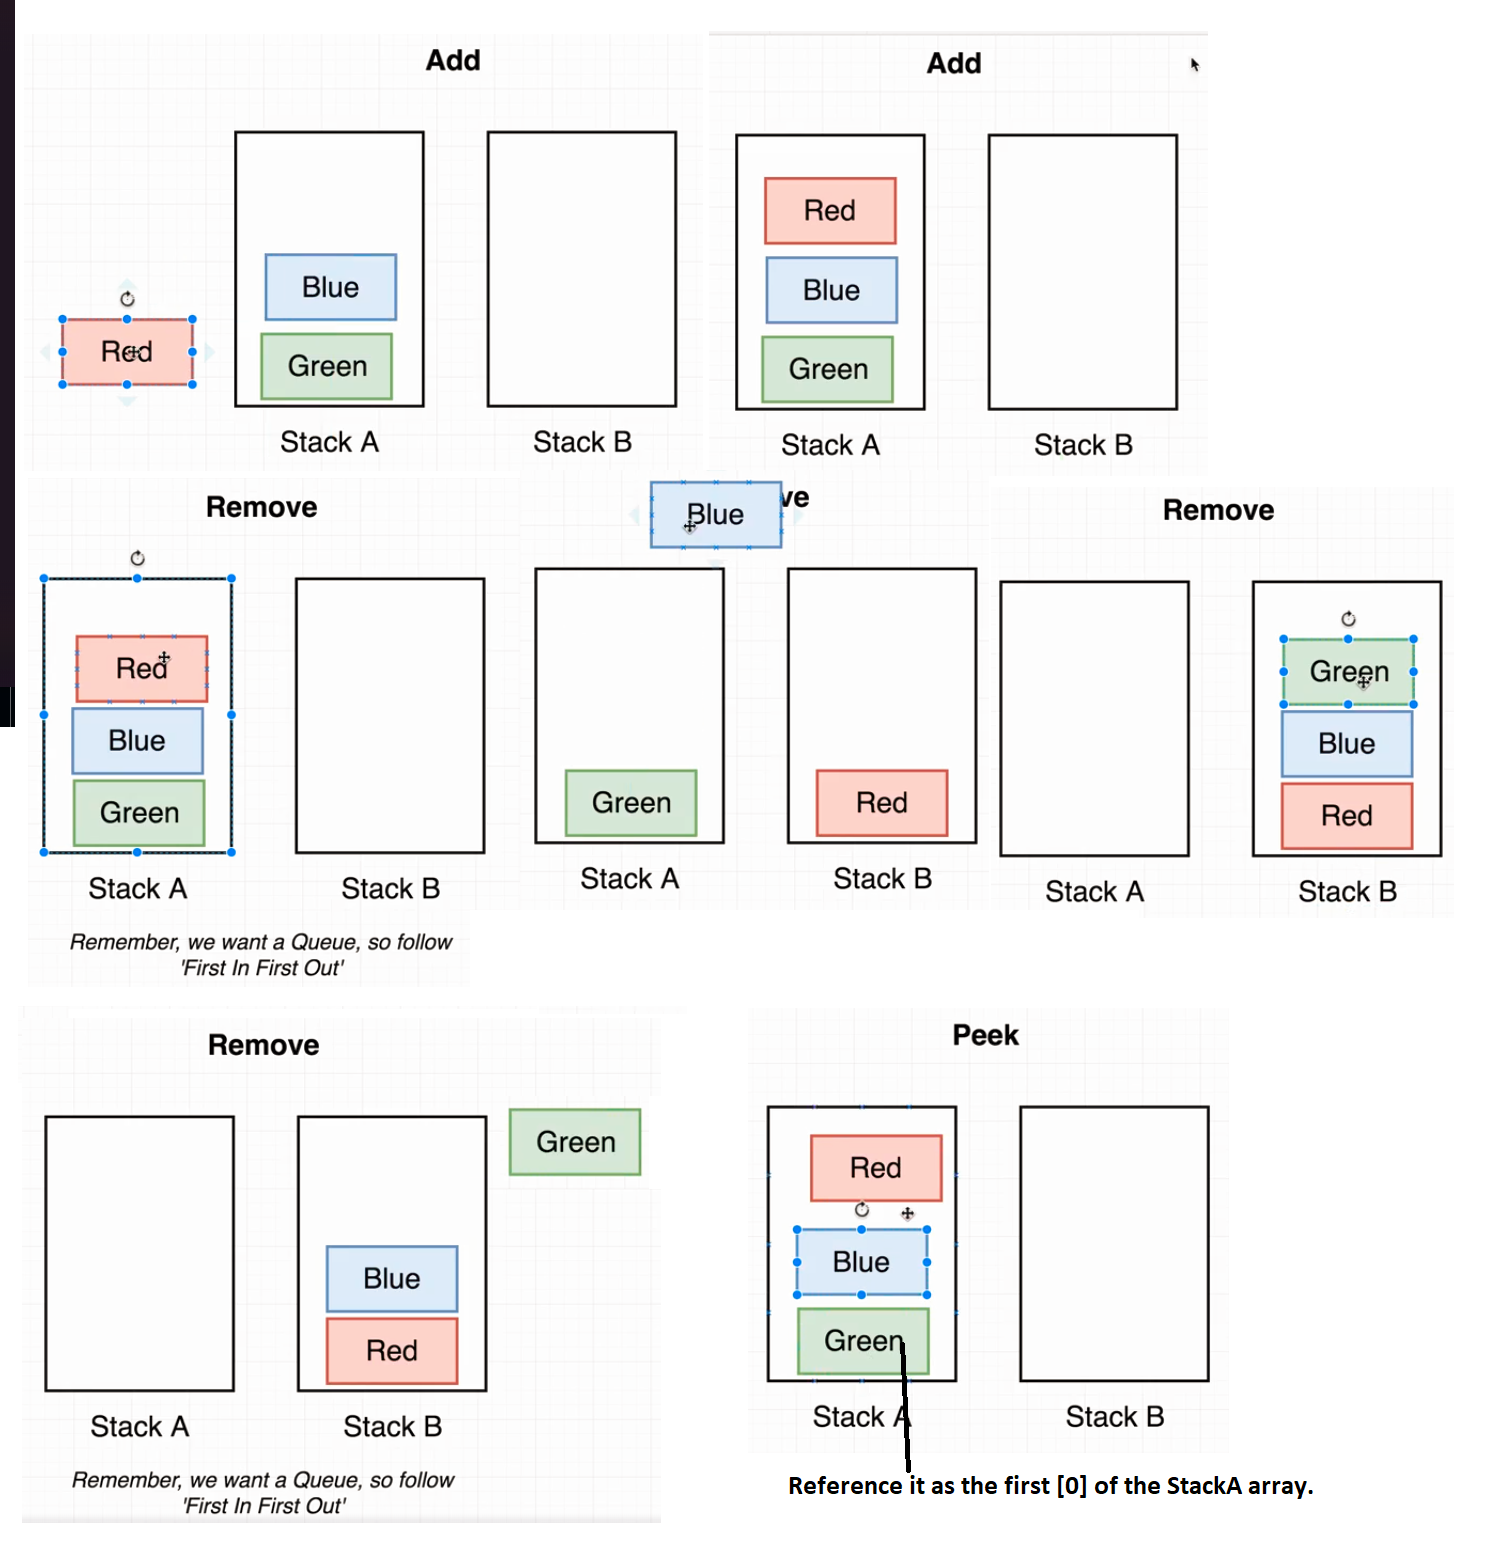 Add
Blue
Red
Green
Stack A
Stack B
Add
Red
Blue
Green
Stack A
Stack B
Remove
Red
Blue
Green
Stack A
Stack B
Remember, we want a Queue, so follow
'First In First Out'
Blue
ve
Green
Red
Stack A
Stack B
Remove
Green
Blue
Red
Stack A
Stack B
Remove
Green
Blue
Red
Stack A
Stack B
Remember, we want a Queue, so follow
'First In First Out'
Peek
Red
Blue
Green
Stack A
Stack B
Reference it as the first [0] of the StackA array.